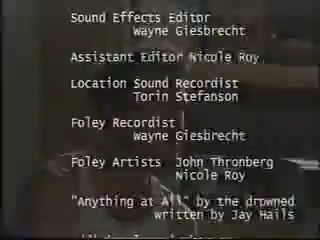 Sound Effects Editor
Wayne Giesbrecht
Assistant Editor Nicole Roy
Location Sound Recordist
Torin Stefanson
Foley Recordist
Wayne Giesbrecht
Foley Artists John Thronberg
Nicole Roy
"Anything at All" by the drowned
written by Jay Hails